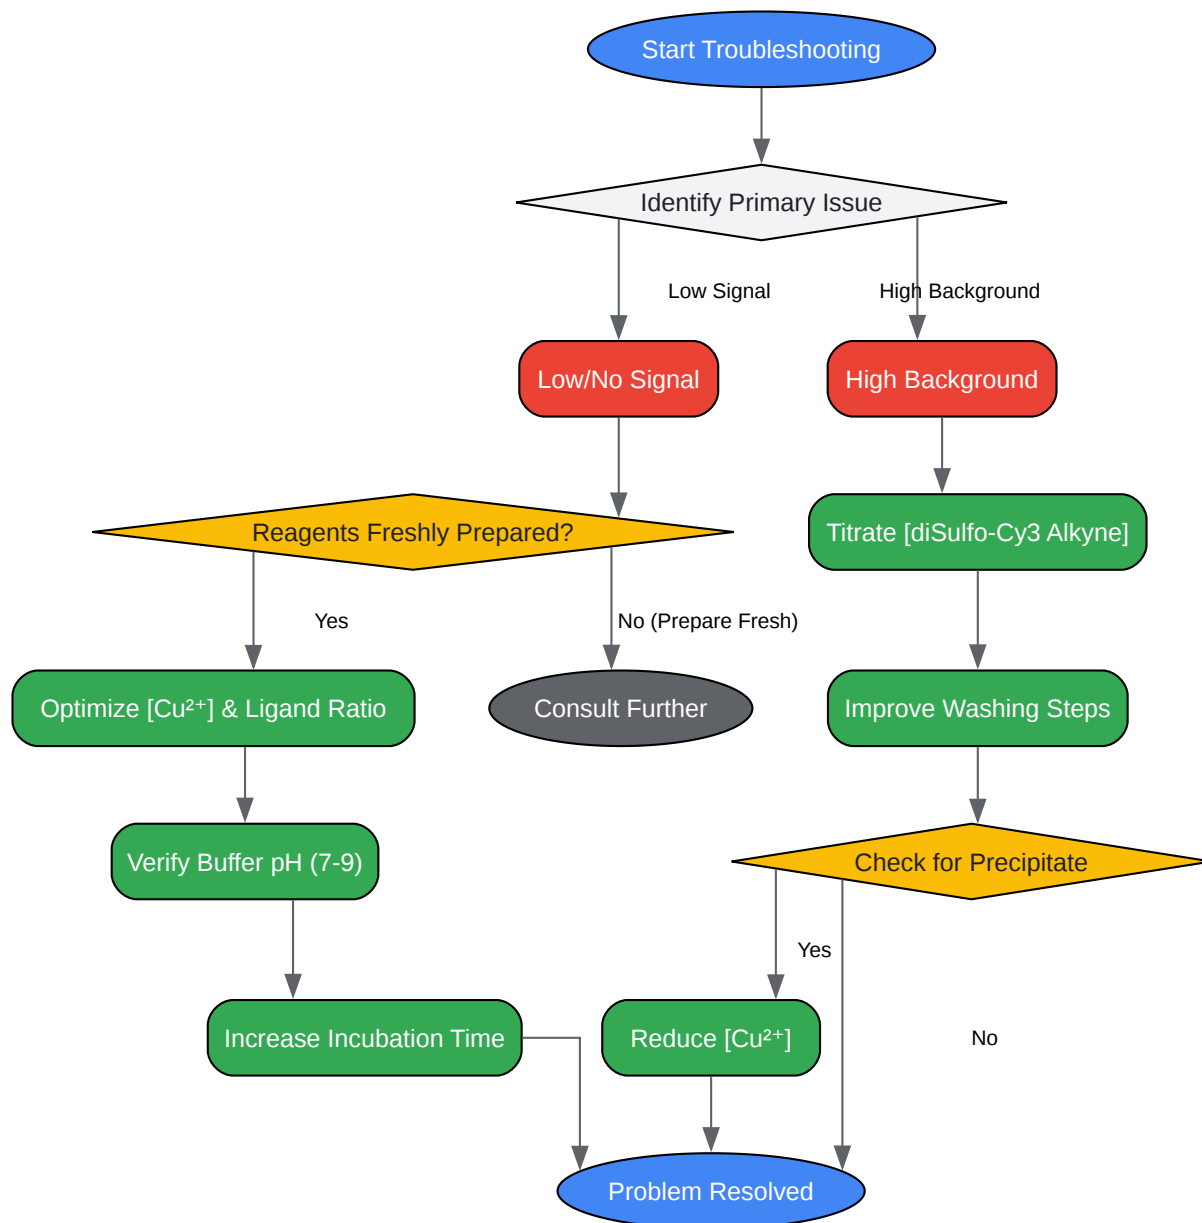 Start Troubleshooting
Identify Primary Issue
Low Signal
High Background
Low/No Signal
High Background
Reagents Freshly Prepared?
Titrate [diSulfo-Cy3 Alkyne]
Yes
No (Prepare Fresh)
Optimize [Cu²⁺] & Ligand Ratio
Consult Further
Improve Washing Steps
Verify Buffer pH (7-9)
Check for Precipitate
Yes
Increase Incubation Time
Reduce [Cu²⁺]
No
Problem Resolved